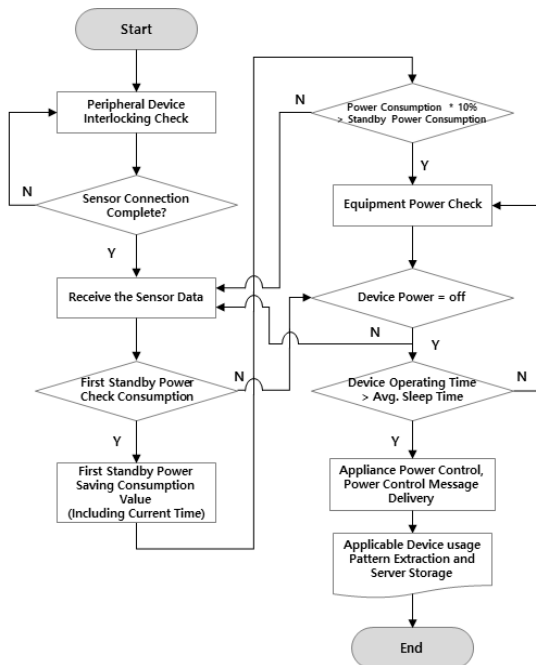 Start
Peripheral Device
Interlocking Check
N
Sensor Connection
Complete?
Y
Receive the Sensor Data
First Standby Power
Check Consumption
N
Y
First Standby Power
Saving Consumption
Value
(Including Current Time)
N
Power Consumption * 10%
> Standby Power Consumption
Y
Equipment Power Check
Device Power = off
N
Y
Device Operating Time
> Avg. Sleep Time
N
Y
Appliance Power Control,
Power Control Message
Delivery
Applicable Device usage
Pattern Extraction and
Server Storage
End